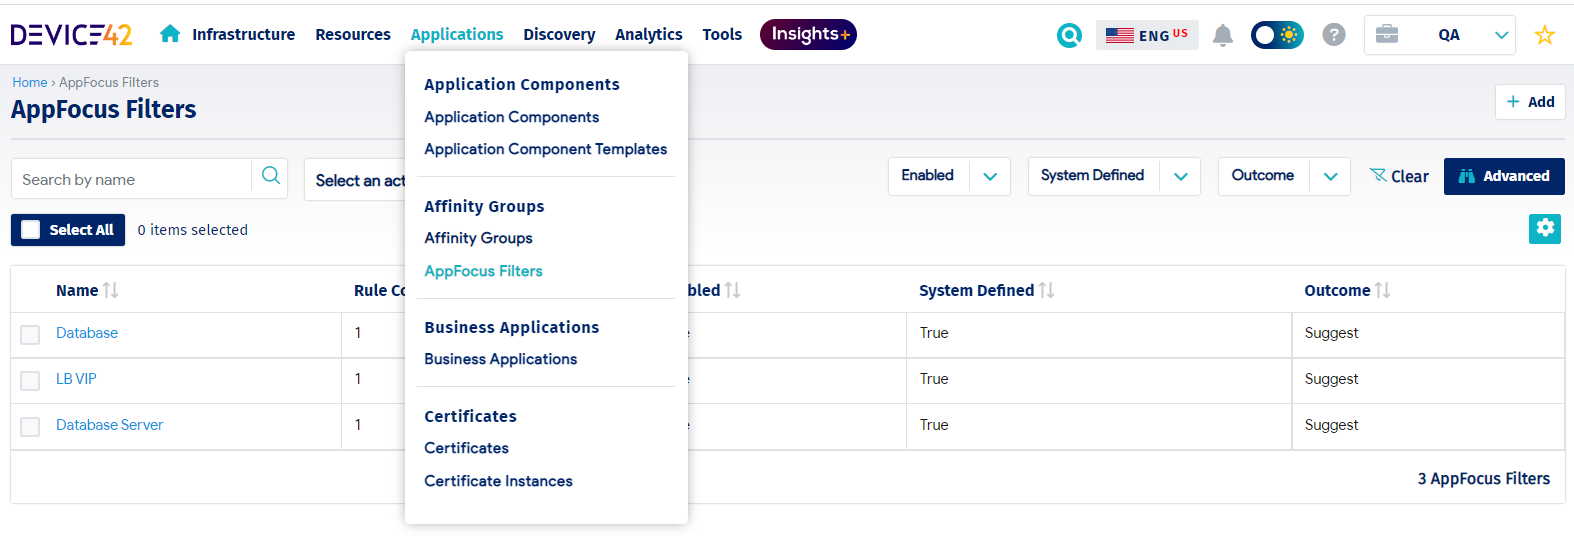 DEVICE42
Infrastructure
Resources
Applications
Discovery
Analytics
Tools
Insights+
ENG US
?
QA
Home › AppFocus Filters
AppFocus Filters
+ Add
Search by name
Select an act
Enabled
System Defined
Outcome
Clear
Advanced
Select All
0 items selected
Application Components
Application Components
Application Component Templates
Affinity Groups
Affinity Groups
AppFocus Filters
Business Applications
Business Applications
Certificates
Certificates
Certificate Instances
Name
Rule Co
bled
System Defined
Outcome
Database
1
e
True
Suggest
LB VIP
1
e
True
Suggest
Database Server
1
e
True
Suggest
3 AppFocus Filters